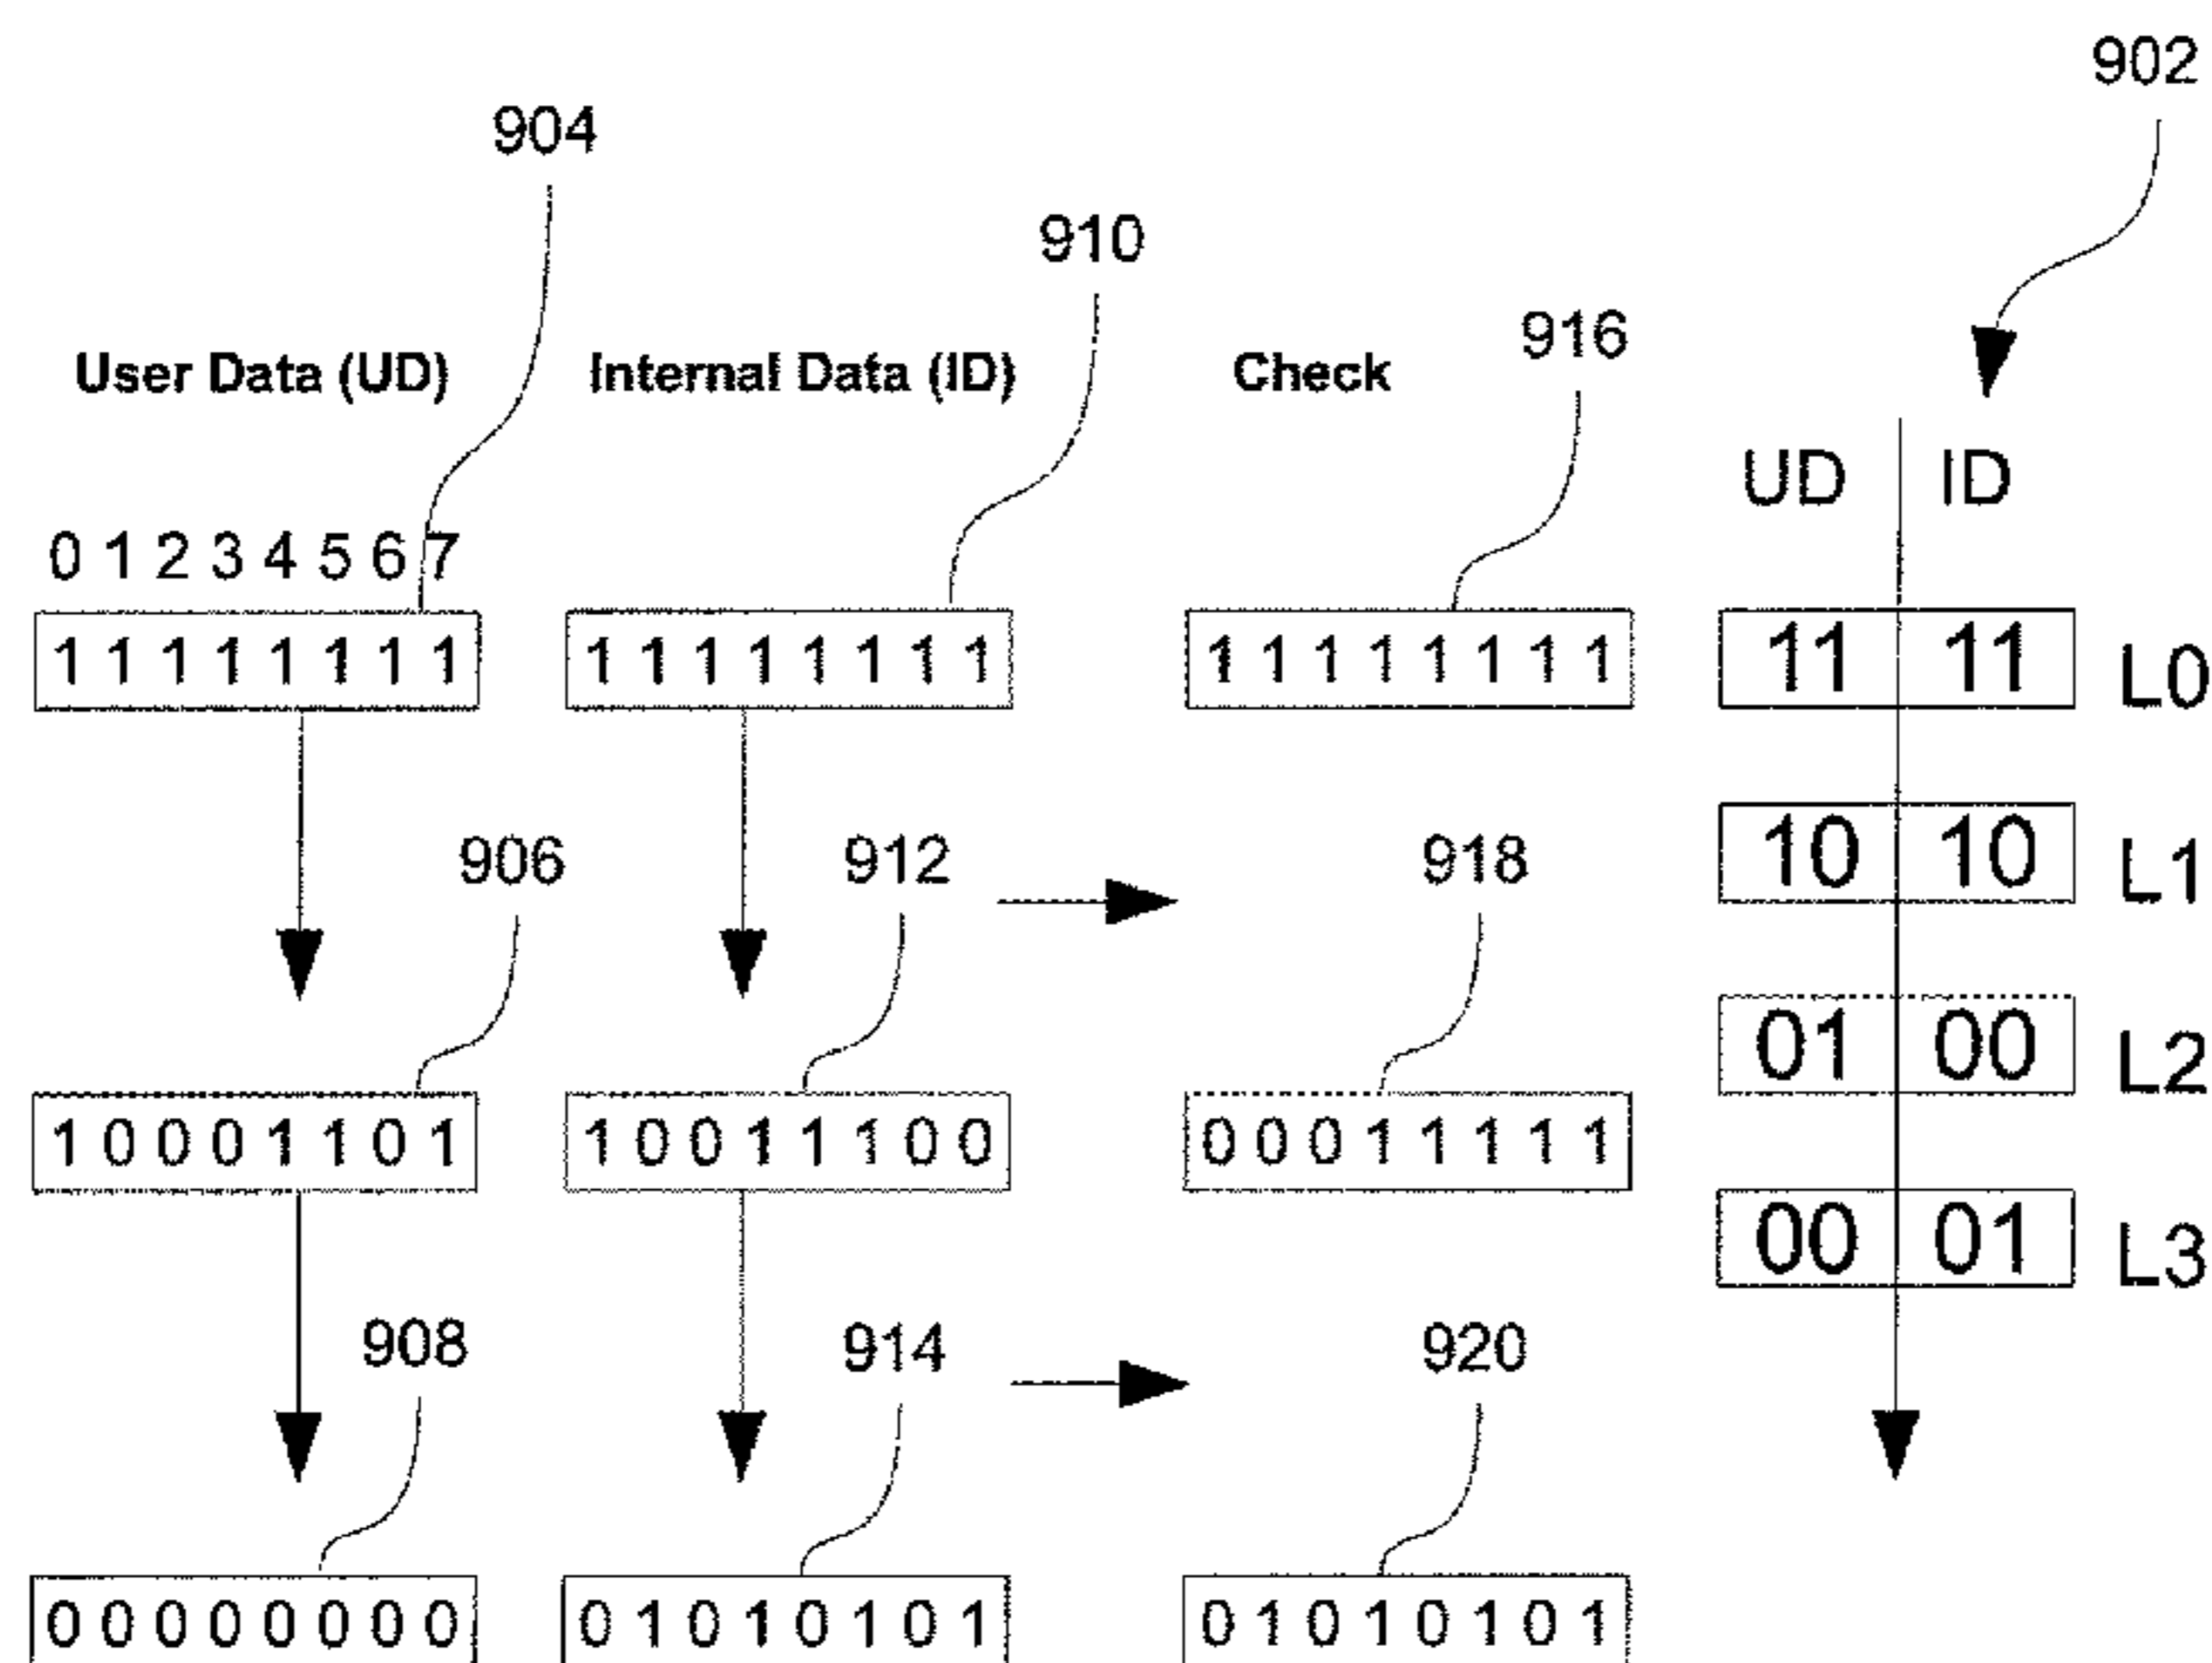 902
904
910
916
User Data (UD) Internal Data (ID) Check
UD ID
0 1 2 3 4 5 6 7
1 1 1 1 1 1 1 1 1 1 1 1 1 1 1 1 1 1 1 1 1 1 1 1 11 11 L0
906 912 918 10 10 L1
01 00 L2
1 0 0 0 1 1 0 1 1 0 0 1 1 1 0 0 0 0 0 1 1 1 1 1
00 01 L3
908 914 920
0 0 0 0 0 0 0 0 0 1 0 1 0 1 0 1 0 1 0 1 0 1 0 1